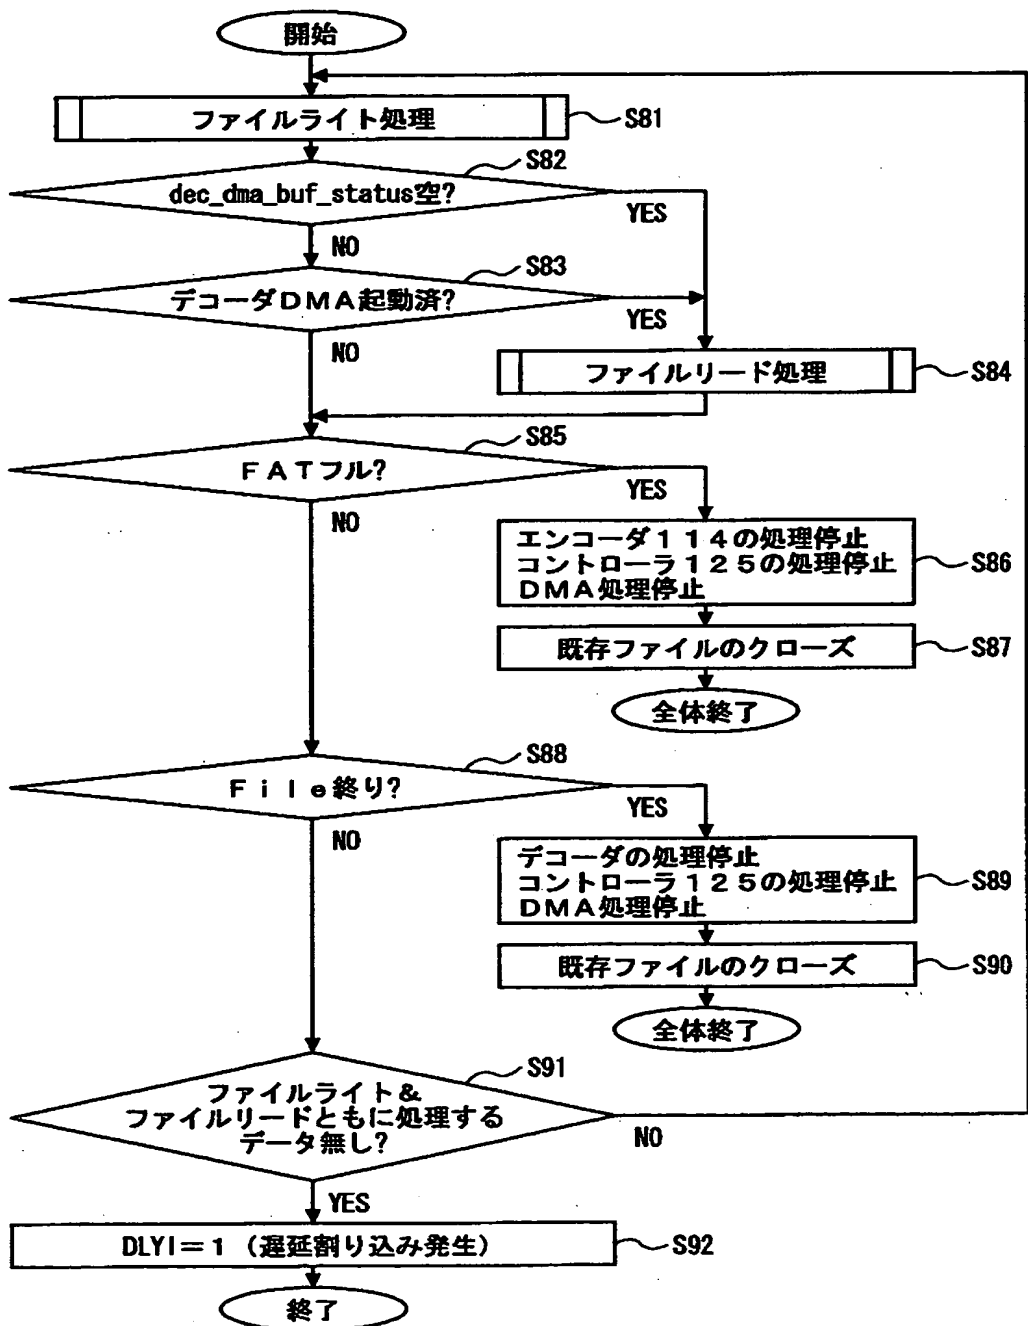 開始
ファイルライト処理
S81
S82
dec_dma_buf_status空?
YES
NO
S83
デコーダDMA起動済?
YES
NO
ファイルリード処理
S84
S85
FATフル?
YES
NO
エンコーダ114の処理停止
コントローラ125の処理停止
DMA処理停止
S86
既存ファイルのクローズ
S87
全体終了
S88
File終り?
YES
NO
デコーダの処理停止
コントローラ125の処理停止
DMA処理停止
S89
既存ファイルのクローズ
S90
全体終了
S91
ファイルライト&
ファイルリードともに処理する
データ無し?
NO
YES
DLYI=1(遅延割り込み発生)
S92
終了